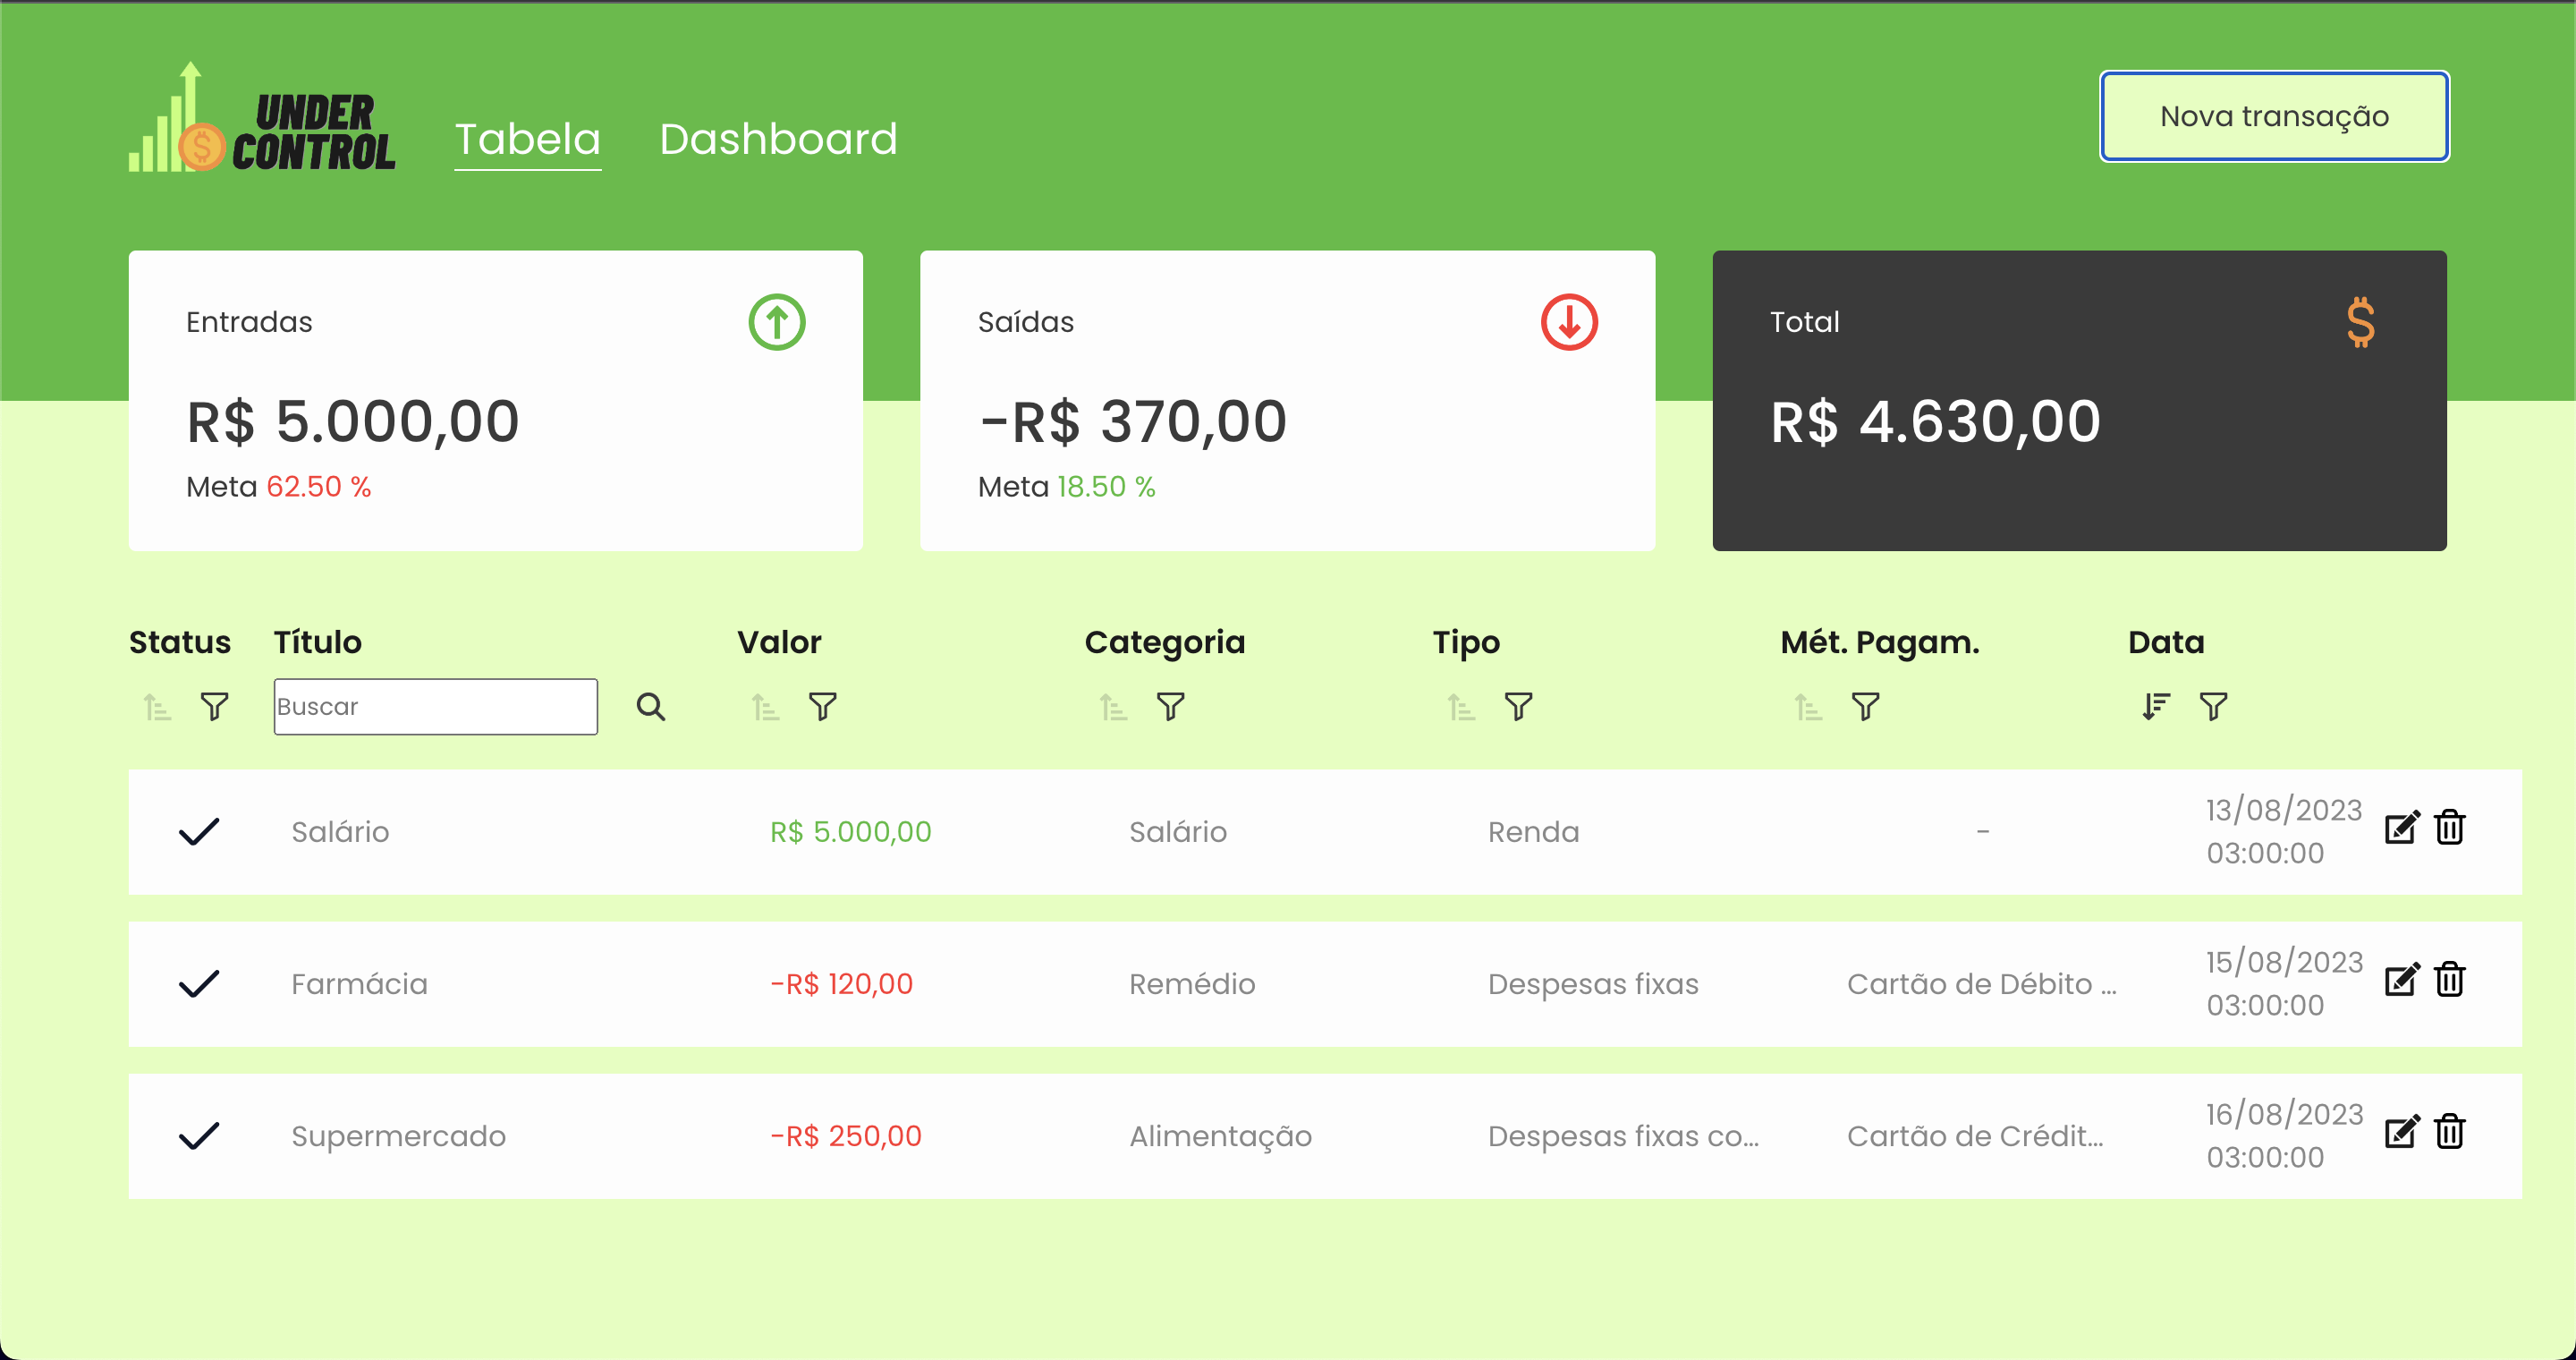 UNDER
CONTROL
Tabela Dashboard
Nova transação
Entradas
R$ 5.000,00
Meta 62.50 %
Saídas
-R$ 370,00
Meta 18.50 %
Total
$
R$ 4.630,00
Status Título Valor Categoria Tipo Mét. Pagam. Data
Buscar
Salário R$ 5.000,00 Salário Renda - 13/08/2023
03:00:00
Farmácia -R$ 120,00 Remédio Despesas fixas Cartão de Débito ... 15/08/2023
03:00:00
Supermercado -R$ 250,00 Alimentação Despesas fixas co... Cartão de Crédit... 16/08/2023
03:00:00